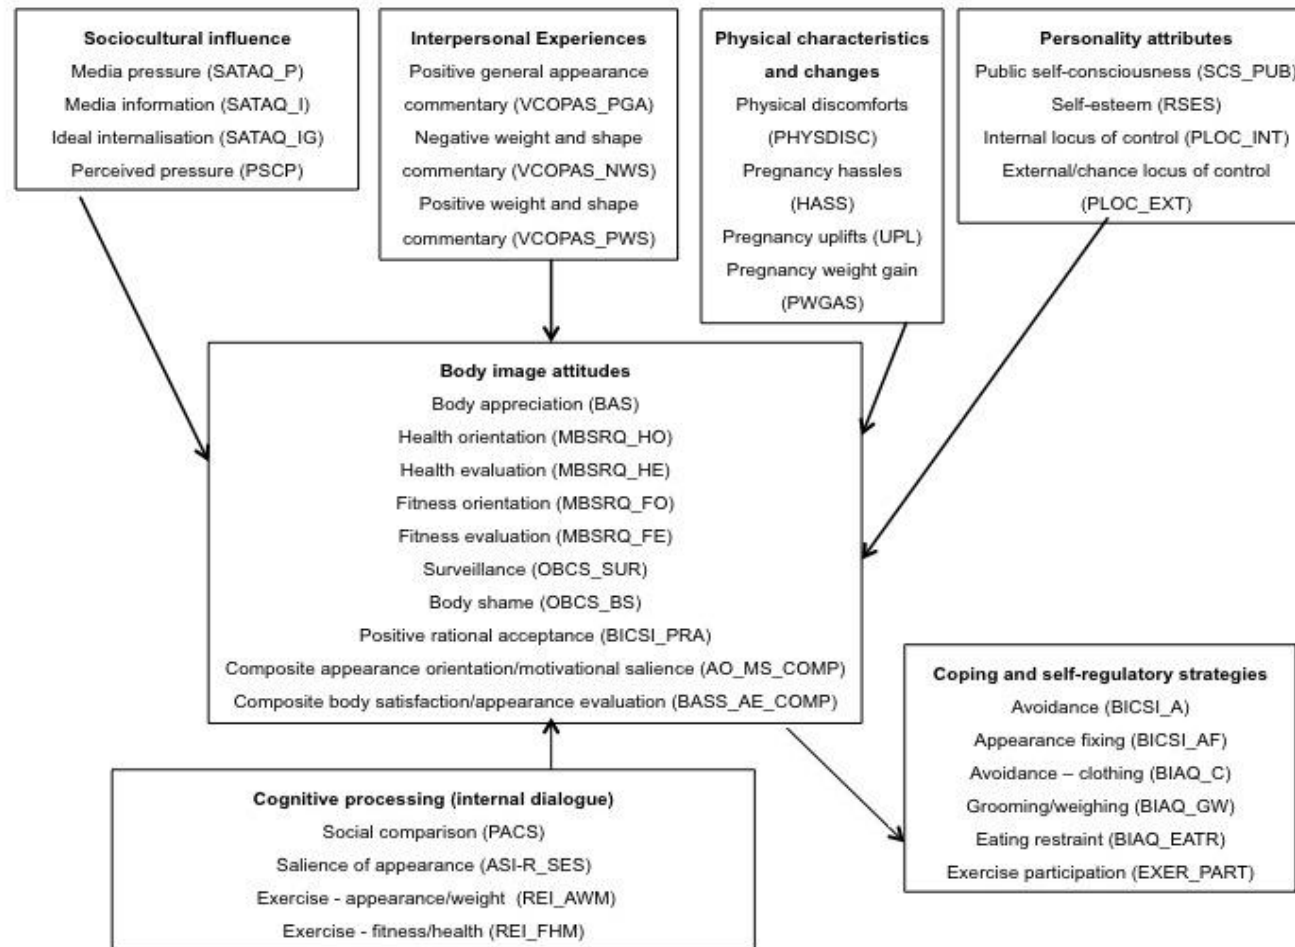 Sociocultural influence
Media pressure (SATAQ_P)
Media information (SATAQ_I)
Ideal internalisation (SATAQ_IG)
Perceived pressure (PSCP)
Interpersonal Experiences
Positive general appearance
commentary (VCOPAS_PGA)
Negative weight and shape
commentary (VCOPAS_NWS)
Positive weight and shape
commentary (VCOPAS_PWS)
Physical characteristics
and changes
Physical discomforts
(PHYSDISC)
Pregnancy hassles
(HASS)
Pregnancy uplifts (UPL)
Pregnancy weight gain
(PWGAS)
Personality attributes
Public self-consciousness (SCS_PUB)
Self-esteem (RSES)
Internal locus of control (PLOC_INT)
External/chance locus of control
(PLOC_EXT)
Body image attitudes
Body appreciation (BAS)
Health orientation (MBSRQ_HO)
Health evaluation (MBSRQ_HE)
Fitness orientation (MBSRQ_FO)
Fitness evaluation (MBSRQ_FE)
Surveillance (OBCS_SUR)
Body shame (OBCS_BS)
Positive rational acceptance (BICSI_PRA)
Composite appearance orientation/motivational salience (AO_MS_COMP)
Composite body satisfaction/appearance evaluation (BASS_AE_COMP)
Coping and self-regulatory strategies
Avoidance (BICSI_A)
Appearance fixing (BICSI_AF)
Avoidance – clothing (BIAQ_C)
Grooming/weighing (BIAQ_GW)
Eating restraint (BIAQ_EATR)
Exercise participation (EXER_PART)
Cognitive processing (internal dialogue)
Social comparison (PACS)
Salience of appearance (ASI-R_SES)
Exercise - appearance/weight (REI_AWM)
Exercise - fitness/health (REI_FHM)